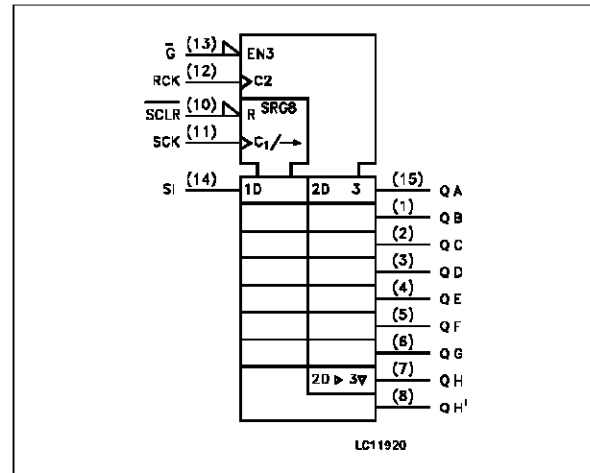 G̅ (13) EN3
RCK (12) C2
S̅C̅L̅R̅ (10) R SRG8
SCK (11) C1/→
SI (14) 1D 2D 3 (15) QA
(1) QB
(2) QC
(3) QD
(4) QE
(5) QF
(6) QG
2D ▷ 3▽ (7) QH
(8) QH'
LC11920